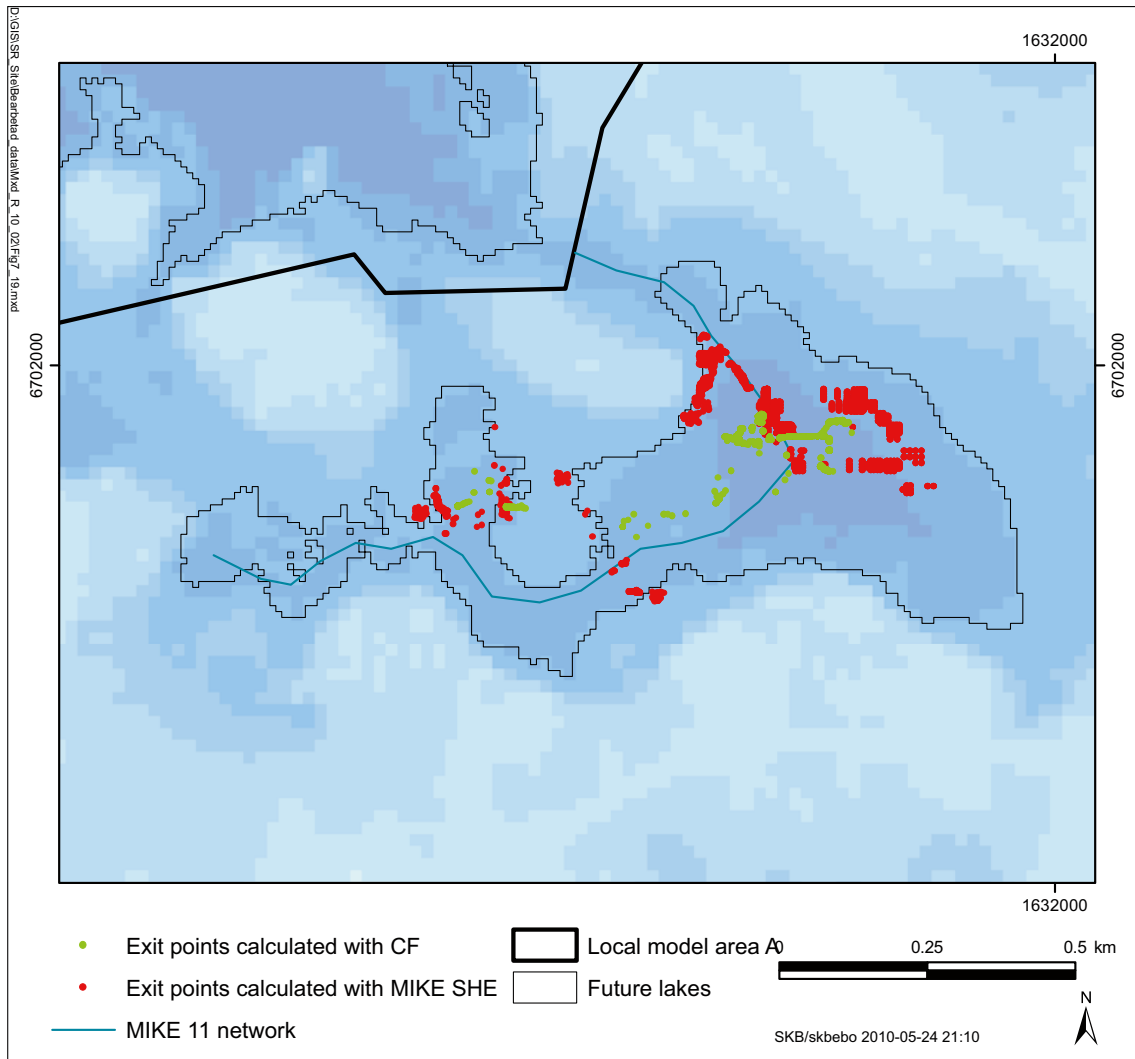 D:\GIS\SR_Site\Bearbetad_data\Mxd_R_10_02\Fig7_19.mxd
1632000
6702000
6702000
1632000
Exit points calculated with CF
Exit points calculated with MIKE SHE
MIKE 11 network
Local model area A
Future lakes
0 0.25 0.5 km
N
SKB/skbebo 2010-05-24 21:10